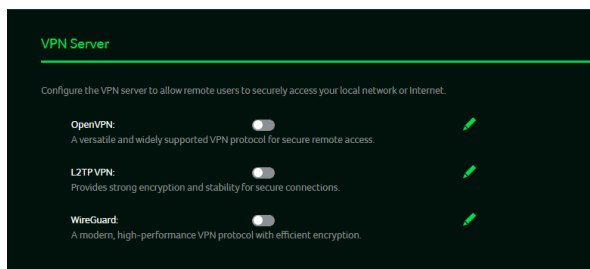 VPN Server
Configure the VPN server to allow remote users to securely access your local network or Internet.
OpenVPN:
A versatile and widely supported VPN protocol for secure remote access.
L2TP VPN:
Provides strong encryption and stability for secure connections.
WireGuard:
A modern, high-performance VPN protocol with efficient encryption.